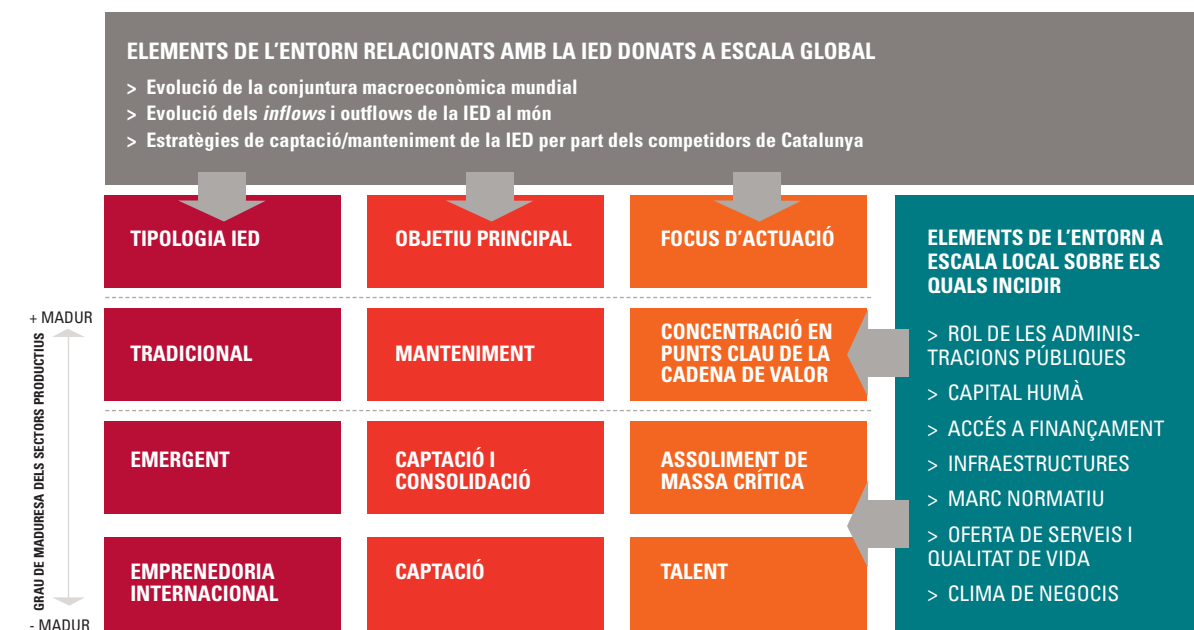 ELEMENTS DE L'ENTORN RELACIONATS AMB LA IED DONATS A ESCALA GLOBAL
> Evolució de la conjuntura macroeconòmica mundial
> Evolució dels inflows i outflows de la IED al món
> Estratègies de captació/manteniment de la IED per part dels competidors de Catalunya
TIPOLOGIA IED
OBJETIU PRINCIPAL
FOCUS D'ACTUACIÓ
+ MADUR
GRAU DE MADURESA DELS SECTORS PRODUCTIUS
- MADUR
TRADICIONAL
MANTENIMENT
CONCENTRACIÓ EN
PUNTS CLAU DE LA
CADENA DE VALOR
EMERGENT
CAPTACIÓ I
CONSOLIDACIÓ
ASSOLIMENT DE
MASSA CRÍTICA
EMPRENEDORIA
INTERNACIONAL
CAPTACIÓ
TALENT
ELEMENTS DE L'ENTORN A
ESCALA LOCAL SOBRE ELS
QUALS INCIDIR
> ROL DE LES ADMINIS-
TRACIONS PÚBLIQUES
> CAPITAL HUMÀ
> ACCÉS A FINANÇAMENT
> INFRAESTRUCTURES
> MARC NORMATIU
> OFERTA DE SERVEIS I
QUALITAT DE VIDA
> CLIMA DE NEGOCIS